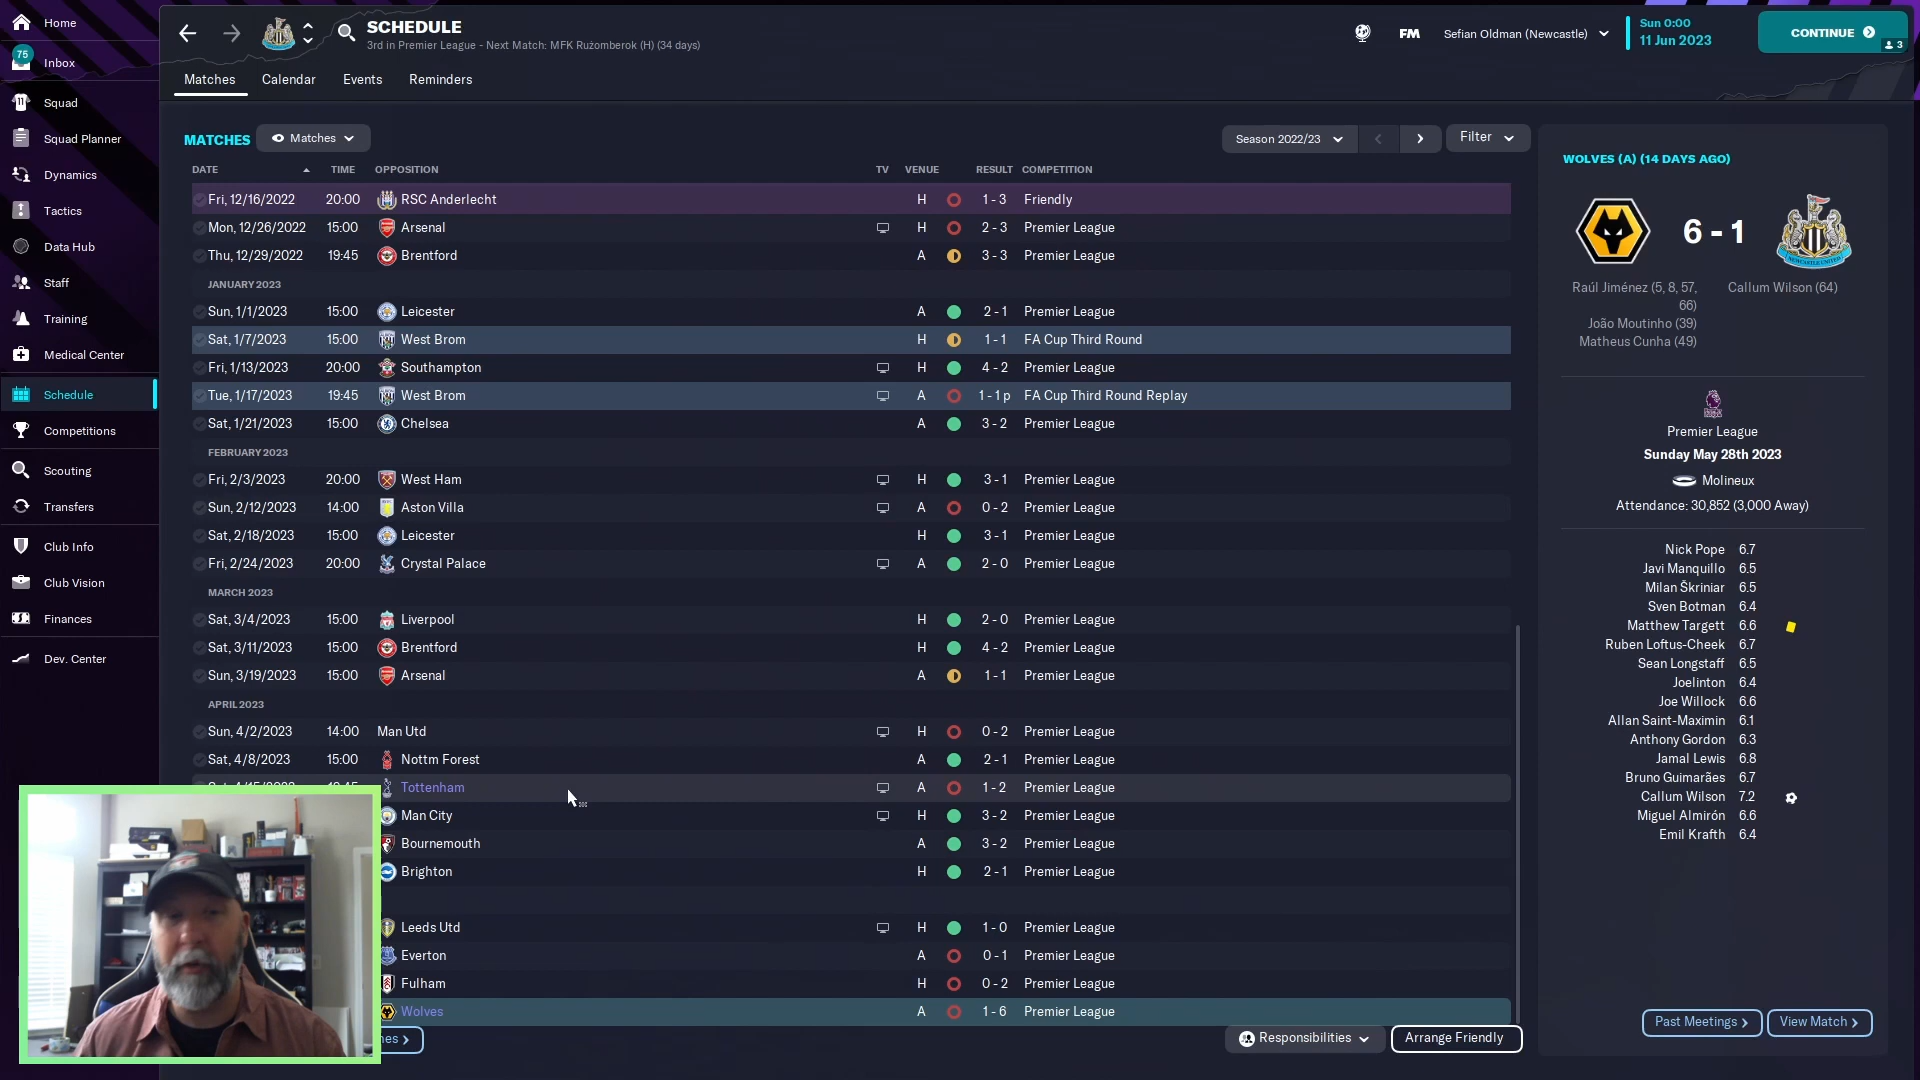 Home
75
Inbox
Squad
Squad Planner
Dynamics
Tactics
Data Hub
Staff
Training
Medical Center
Schedule
Competitions
Scouting
Transfers
Club Info
Club Vision
Finances
Dev. Center
SCHEDULE
3rd in Premier League - Next Match: MFK Ružomberok (H) (34 days)
FM
Sefian Oldman (Newcastle)
Sun 0:00
11 Jun 2023
CONTINUE
3
Matches Calendar Events Reminders
MATCHES Matches Season 2022/23 Filter
DATE TIME OPPOSITION TV VENUE RESULT COMPETITION
Fri, 12/16/2022 20:00 RSC Anderlecht H 1 - 3 Friendly
Mon, 12/26/2022 15:00 Arsenal H 2 - 3 Premier League
Thu, 12/29/2022 19:45 Brentford A 3 - 3 Premier League
JANUARY 2023
Sun, 1/1/2023 15:00 Leicester A 2 - 1 Premier League
Sat, 1/7/2023 15:00 West Brom H 1 - 1 FA Cup Third Round
Fri, 1/13/2023 20:00 Southampton H 4 - 2 Premier League
Tue, 1/17/2023 19:45 West Brom A 1 - 1 p FA Cup Third Round Replay
Sat, 1/21/2023 15:00 Chelsea A 3 - 2 Premier League
FEBRUARY 2023
Fri, 2/3/2023 20:00 West Ham H 3 - 1 Premier League
Sun, 2/12/2023 14:00 Aston Villa A 0 - 2 Premier League
Sat, 2/18/2023 15:00 Leicester H 3 - 1 Premier League
Fri, 2/24/2023 20:00 Crystal Palace A 2 - 0 Premier League
MARCH 2023
Sat, 3/4/2023 15:00 Liverpool H 2 - 0 Premier League
Sat, 3/11/2023 15:00 Brentford H 4 - 2 Premier League
Sun, 3/19/2023 15:00 Arsenal A 1 - 1 Premier League
APRIL 2023
Sun, 4/2/2023 14:00 Man Utd H 0 - 2 Premier League
Sat, 4/8/2023 15:00 Nottm Forest A 2 - 1 Premier League
Tottenham A 1 - 2 Premier League
Man City H 3 - 2 Premier League
Bournemouth A 3 - 2 Premier League
Brighton H 2 - 1 Premier League
Leeds Utd H 1 - 0 Premier League
Everton A 0 - 1 Premier League
Fulham H 0 - 2 Premier League
Wolves A 1 - 6 Premier League
Responsibilities Arrange Friendly
WOLVES (A) (14 DAYS AGO)
6 - 1
Raúl Jiménez (5, 8, 57, 66)
João Moutinho (39)
Matheus Cunha (49)
Callum Wilson (64)
Premier League
Sunday May 28th 2023
Molineux
Attendance: 30,852 (3,000 Away)
Nick Pope 6.7
Javi Manquillo 6.5
Milan Škriniar 6.5
Sven Botman 6.4
Matthew Targett 6.6
Ruben Loftus-Cheek 6.7
Sean Longstaff 6.5
Joelinton 6.4
Joe Willock 6.6
Allan Saint-Maximin 6.1
Anthony Gordon 6.3
Jamal Lewis 6.8
Bruno Guimarães 6.7
Callum Wilson 7.2
Miguel Almirón 6.6
Emil Krafth 6.4
Past Meetings View Match